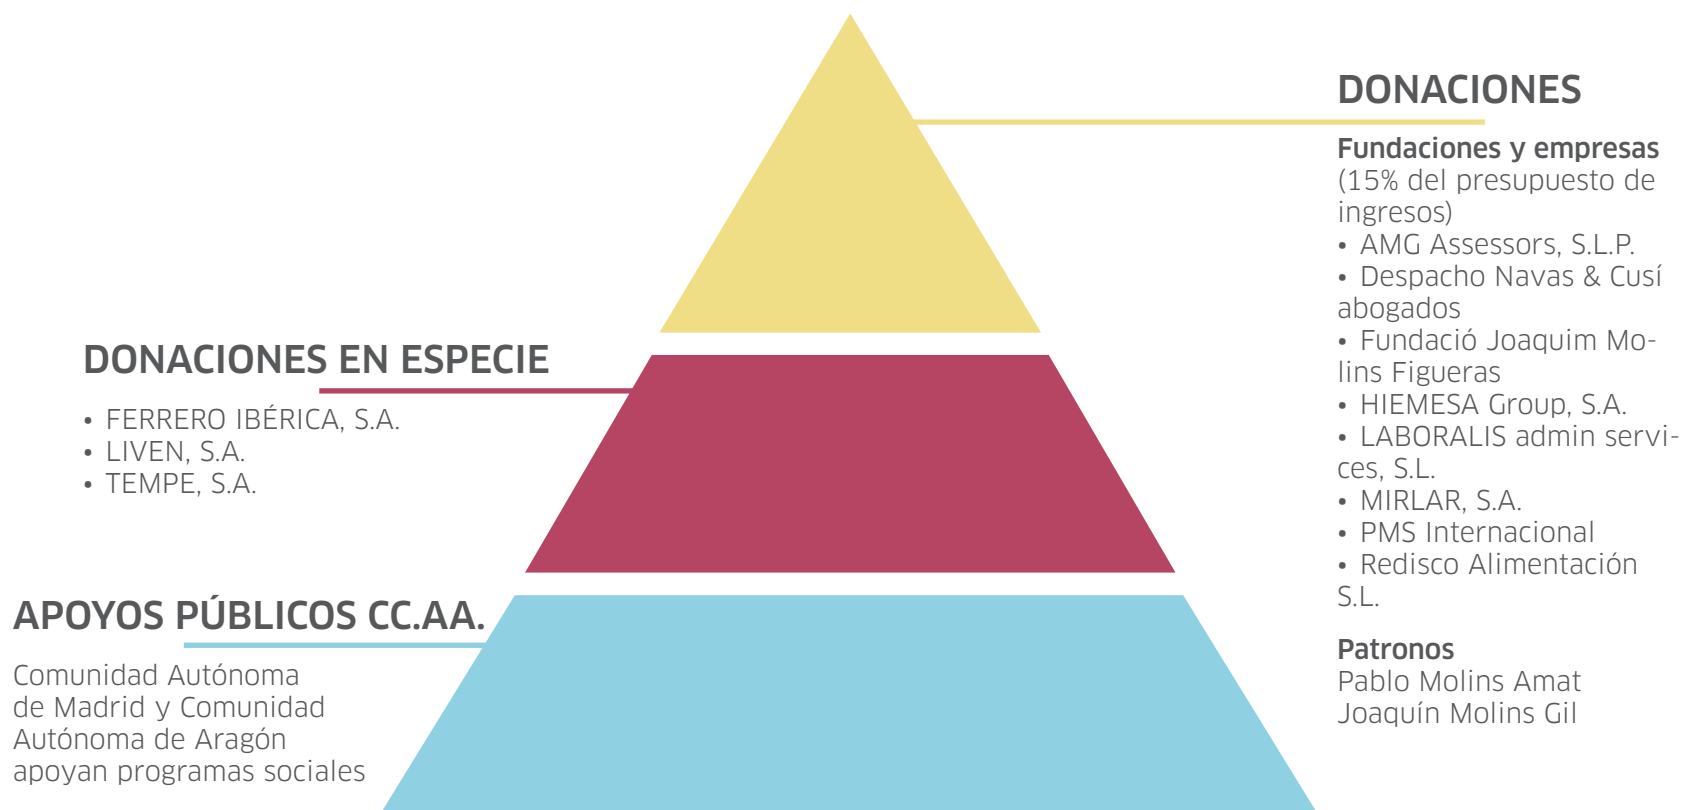 DONACIONES
Fundaciones y empresas
(15% del presupuesto de
ingresos)
• AMG Assessors, S.L.P.
• Despacho Navas & Cusí
abogados
• Fundació Joaquim Mo-
lins Figueras
• HIEMESA Group, S.A.
• LABORALIS admin servi-
ces, S.L.
• MIRLAR, S.A.
• PMS Internacional
• Redisco Alimentación
S.L.
Patronos
Pablo Molins Amat
Joaquín Molins Gil
DONACIONES EN ESPECIE
• FERRERO IBÉRICA, S.A.
• LIVEN, S.A.
• TEMPE, S.A.
APOYOS PÚBLICOS CC.AA.
Comunidad Autónoma
de Madrid y Comunidad
Autónoma de Aragón
apoyan programas sociales